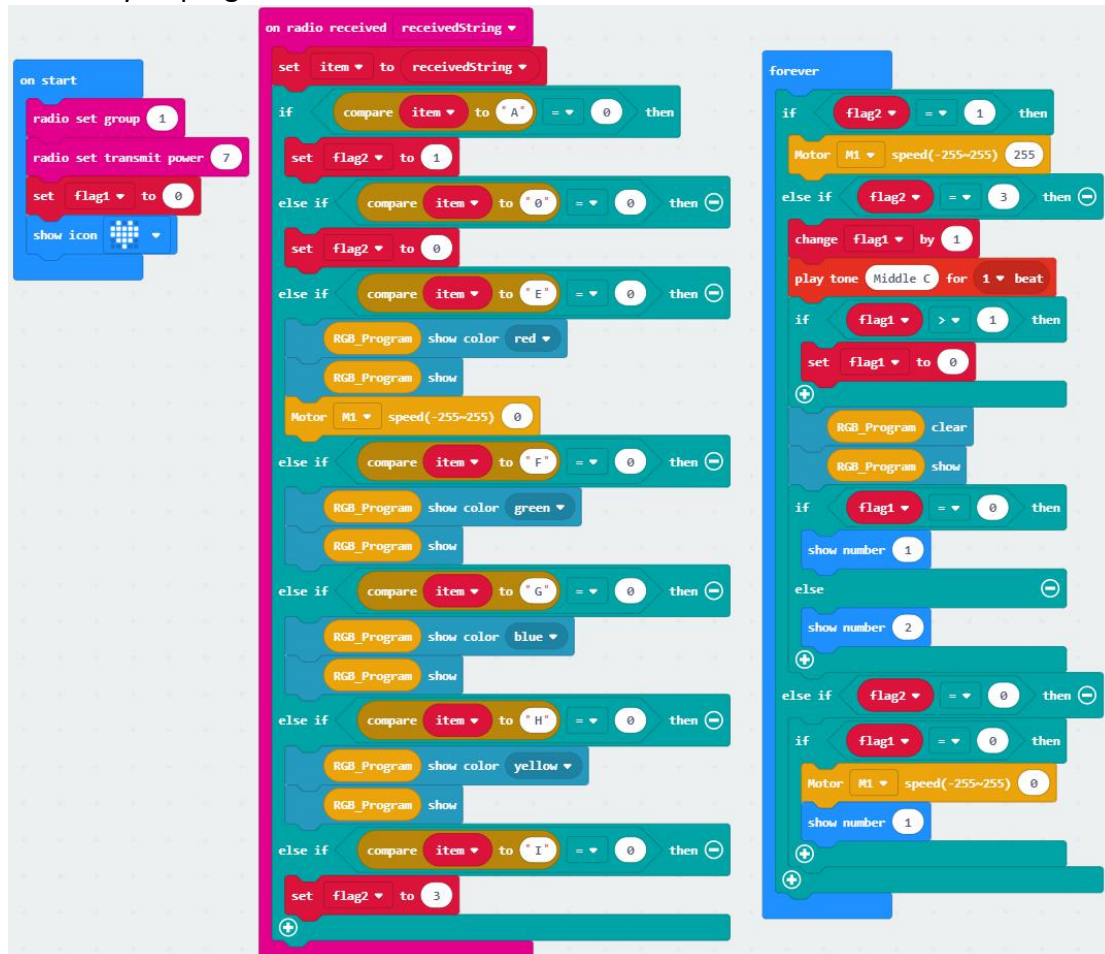 on start
radio set group 1
radio set transmit power 7
set flag1 to 0
show icon
on radio received receivedString
set item to receivedString
if compare item to "A" = 0 then
set flag2 to 1
else if compare item to "0" = 0 then
set flag2 to 0
else if compare item to "E" = 0 then
RGB_Program show color red
RGB_Program show
Motor M1 speed(-255~255) 0
else if compare item to "F" = 0 then
RGB_Program show color green
RGB_Program show
else if compare item to "G" = 0 then
RGB_Program show color blue
RGB_Program show
else if compare item to "H" = 0 then
RGB_Program show color yellow
RGB_Program show
else if compare item to "I" = 0 then
set flag2 to 3
forever
if flag2 = 1 then
Motor M1 speed(-255~255) 255
else if flag2 = 3 then
change flag1 by 1
play tone Middle C for 1 beat
if flag1 > 1 then
set flag1 to 0
RGB_Program clear
RGB_Program show
if flag1 = 0 then
show number 1
else
show number 2
else if flag2 = 0 then
if flag1 = 0 then
Motor M1 speed(-255~255) 0
show number 1